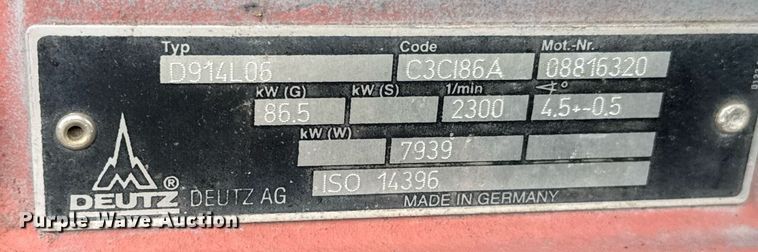 Typ Code Mot.-Nr.
D914L06 C3CI86A 08816320
kW (G) kW (S) 1/min ∢°
86.5 2300 4.5+-0.5
kW (W)
7939
ISO 14396
DEUTZ® DEUTZ AG MADE IN GERMANY
Purple Wave Auction